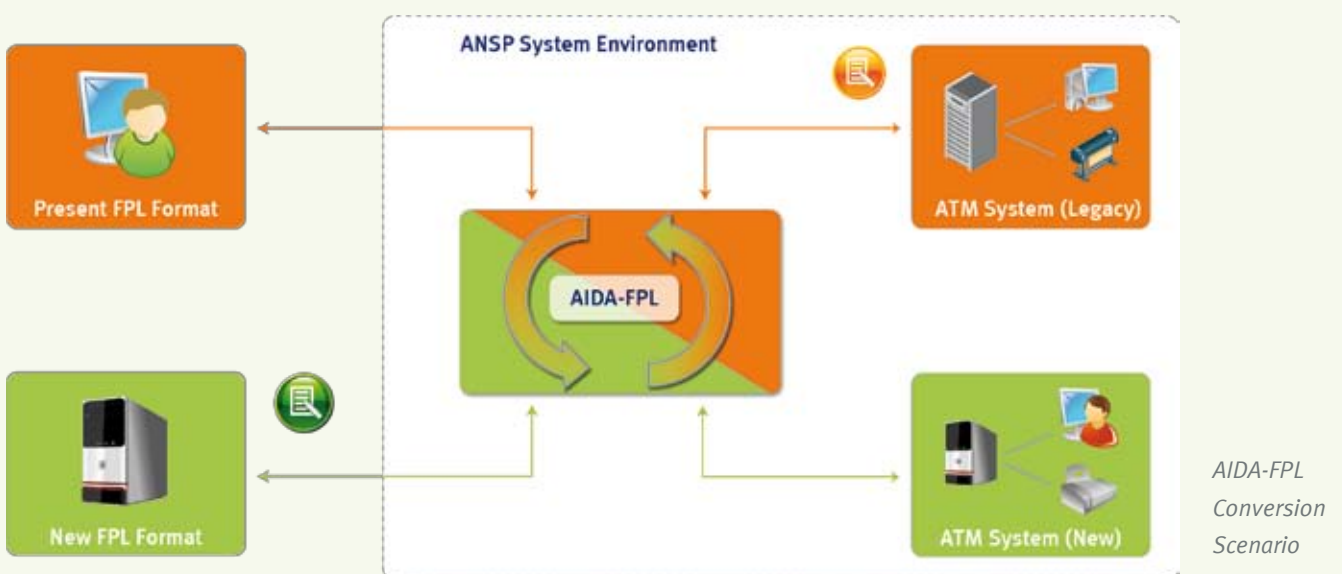 ANSP System Environment
Present FPL Format
ATM System (Legacy)
AIDA-FPL
New FPL Format
ATM System (New)
AIDA-FPL
Conversion
Scenario